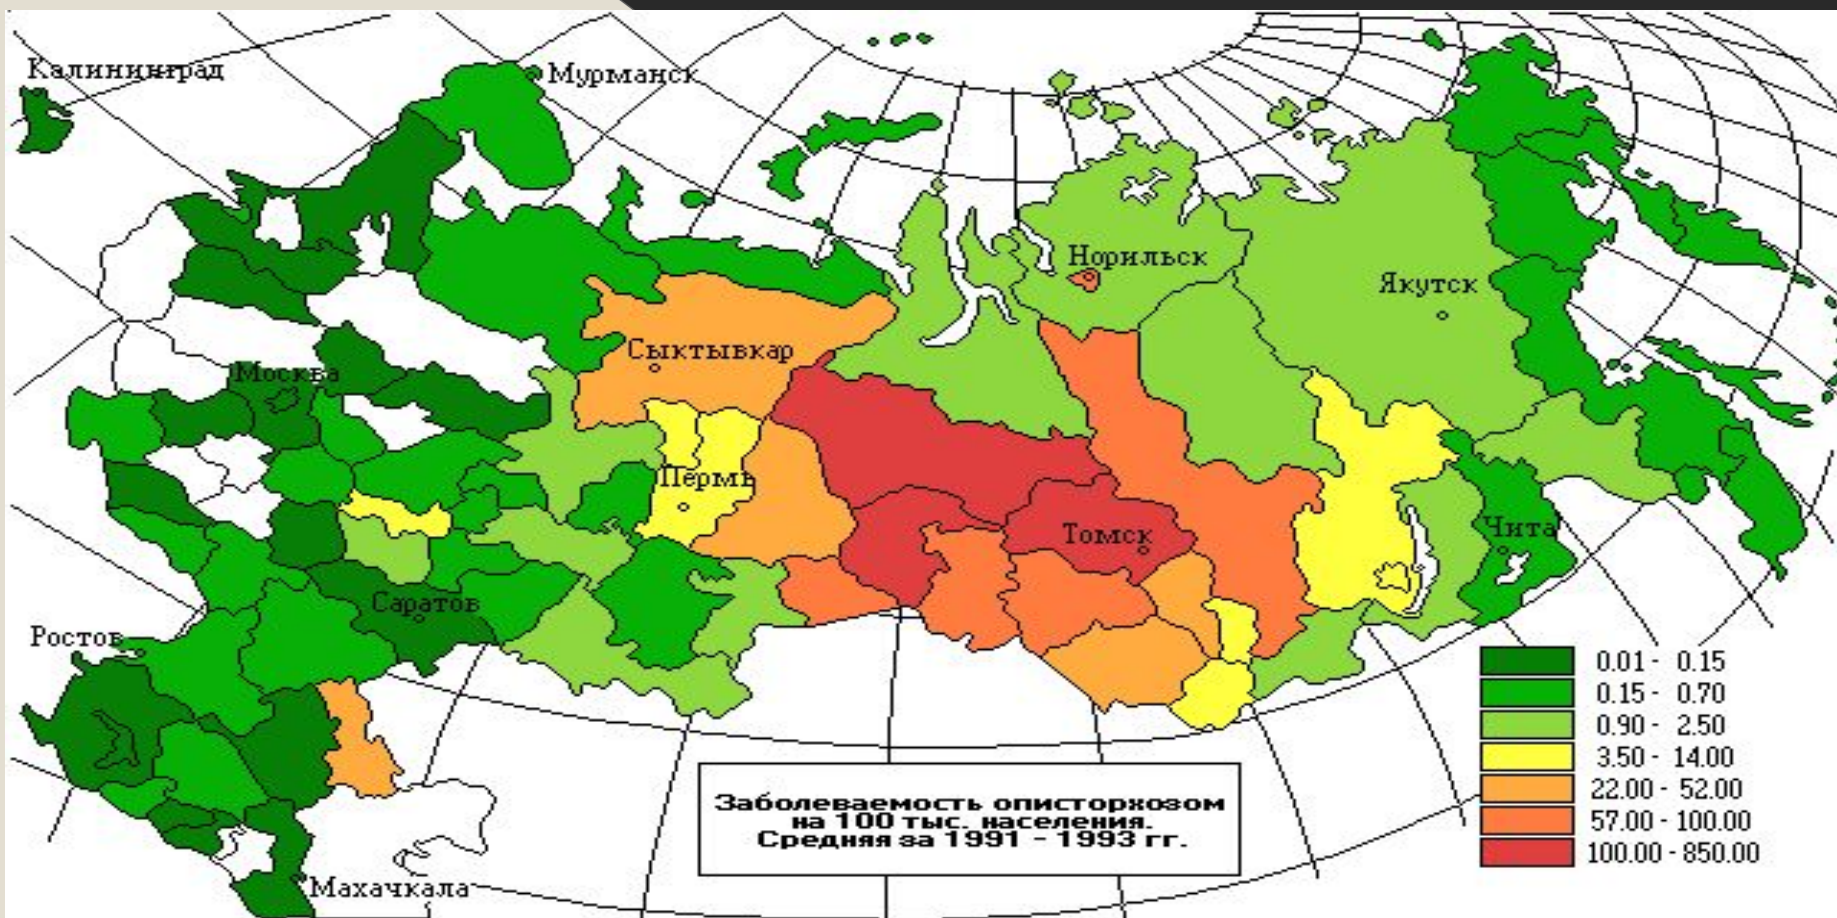 Калининград
Мурманск
Норильск
Якутск
Сыктывкар
Москва
Пермь
Томск
Чита
Саратов
Ростов
Махачкала
0.01 - 0.15
0.15 - 0.70
0.90 - 2.50
3.50 - 14.00
22.00 - 52.00
57.00 - 100.00
100.00 - 850.00
Заболеваемость описторхозом
на 100 тыс. населения.
Средняя за 1991 - 1993 гг.